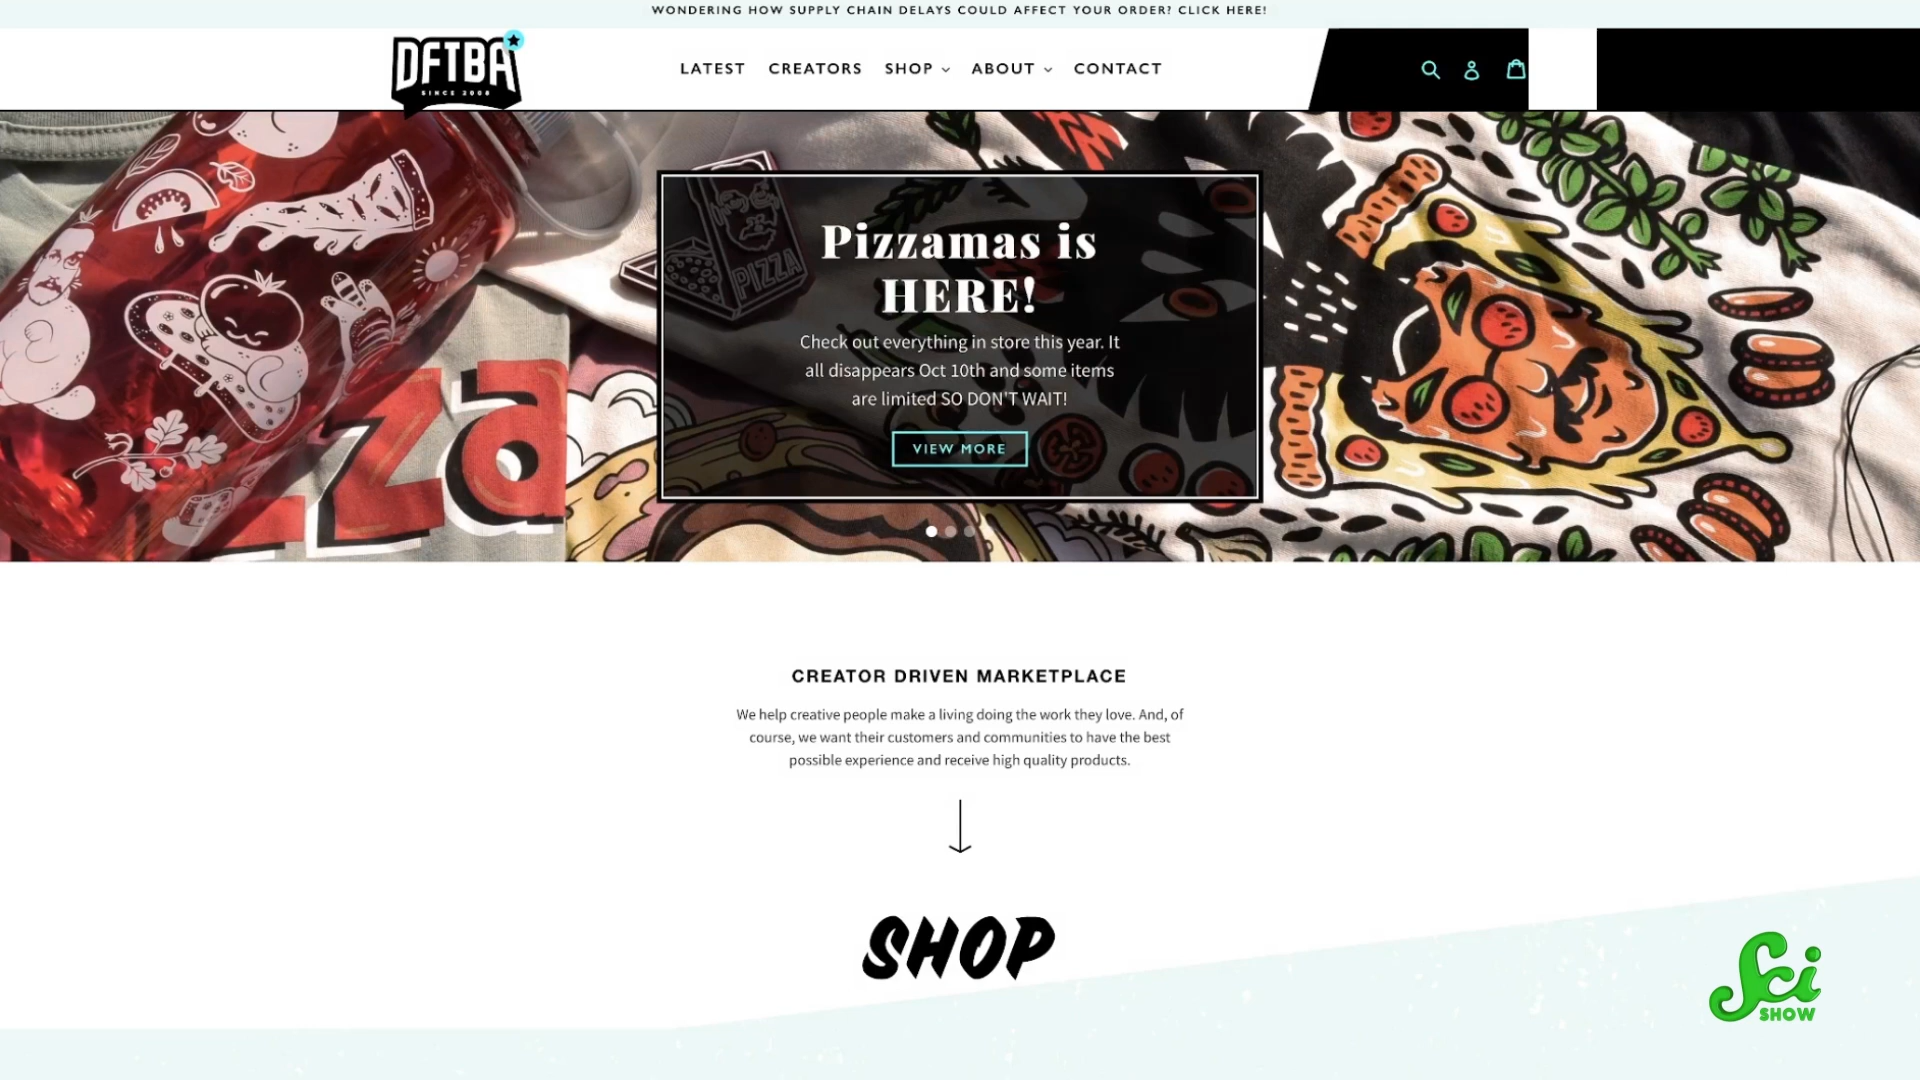 WONDERING HOW SUPPLY CHAIN DELAYS COULD AFFECT YOUR ORDER? CLICK HERE!
DFTBA
SINCE 2008
LATEST CREATORS SHOP ABOUT CONTACT
PIZZA
zza
Pizzamas is
HERE!
Check out everything in store this year. It
all disappears Oct 10th and some items
are limited SO DON'T WAIT!
VIEW MORE
CREATOR DRIVEN MARKETPLACE
We help creative people make a living doing the work they love. And, of
course, we want their customers and communities to have the best
possible experience and receive high quality products.
SHOP
Sci
SHOW